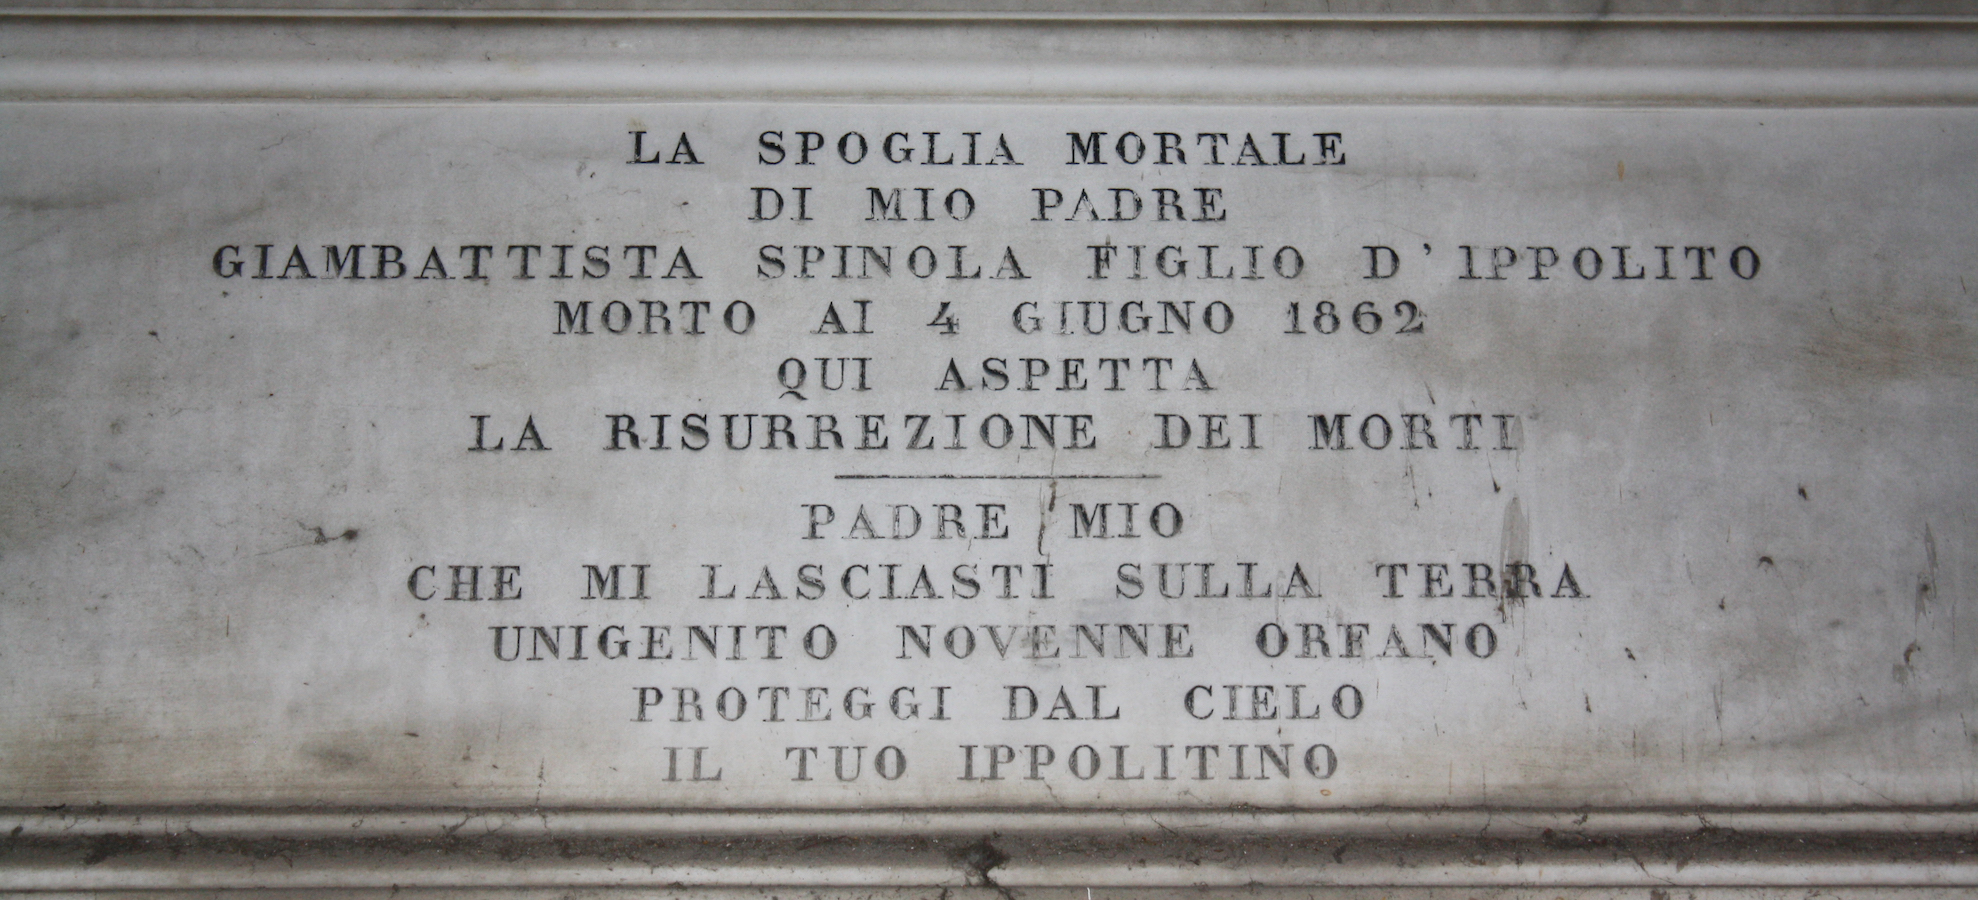 LA SPOGLIA MORTALE
DI MIO PADRE
GIAMBATTISTA SPINOLA FIGLIO D'IPPOLITO
MORTO AI 4 GIUGNO 1862
QUI ASPETTA
LA RISURREZIONE DEI MORTI
PADRE MIO
CHE MI LASCIASTI SULLA TERRA
UNIGENITO NOVENNE ORFANO
PROTEGGI DAL CIELO
IL TUO IPPOLITINO